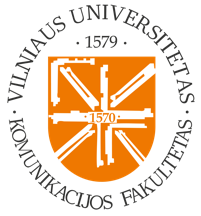 VILNIAUS UNIVERSITETAS
· 1579 ·
· 1570 ·
· KOMUNIKACIJOS FAKULTETAS ·